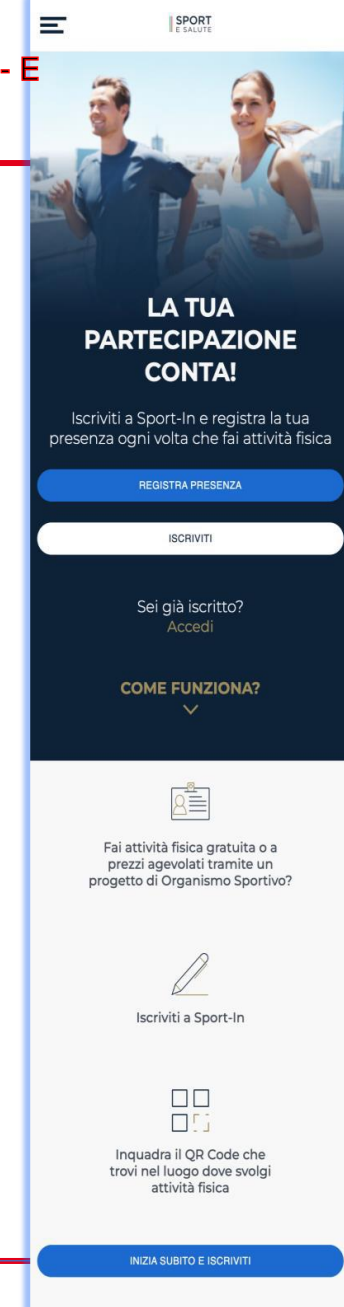 SPORT
E SALUTE
- E
LA TUA
PARTECIPAZIONE
CONTA!
Iscriviti a Sport-In e registra la tua
presenza ogni volta che fai attività fisica
REGISTRA PRESENZA
ISCRIVITI
Sei già iscritto?
Accedi
COME FUNZIONA?
Fai attività fisica gratuita o a
prezzi agevolati tramite un
progetto di Organismo Sportivo?
Iscriviti a Sport-In
Inquadra il QR Code che
trovi nel luogo dove svolgi
attività fisica
INIZIA SUBITO E ISCRIVITI